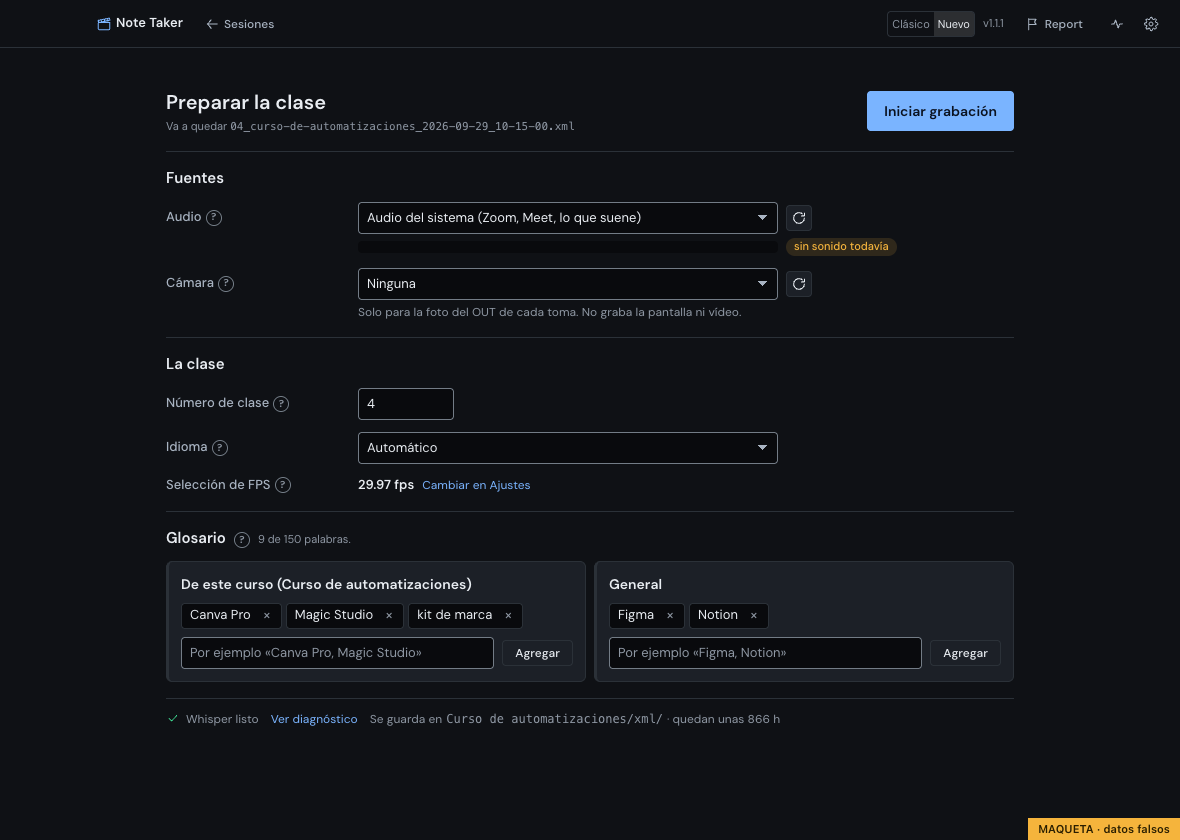 Note Taker
← Sesiones
Clásico Nuevo v1.1.1
Report
Preparar la clase
Va a quedar 04_curso-de-automatizaciones_2026-09-29_10-15-00.xml
Iniciar grabación
Fuentes
Audio ?
Audio del sistema (Zoom, Meet, lo que suene)
sin sonido todavía
Cámara ?
Ninguna
Solo para la foto del OUT de cada toma. No graba la pantalla ni vídeo.
La clase
Número de clase ?
4
Idioma ?
Automático
Selección de FPS ?
29.97 fps Cambiar en Ajustes
Glosario ? 9 de 150 palabras.
De este curso (Curso de automatizaciones)
Canva Pro × Magic Studio × kit de marca ×
Por ejemplo «Canva Pro, Magic Studio»
Agregar
General
Figma × Notion ×
Por ejemplo «Figma, Notion»
Agregar
✓ Whisper listo Ver diagnóstico Se guarda en Curso de automatizaciones/xml/ · quedan unas 866 h
MAQUETA · datos falsos